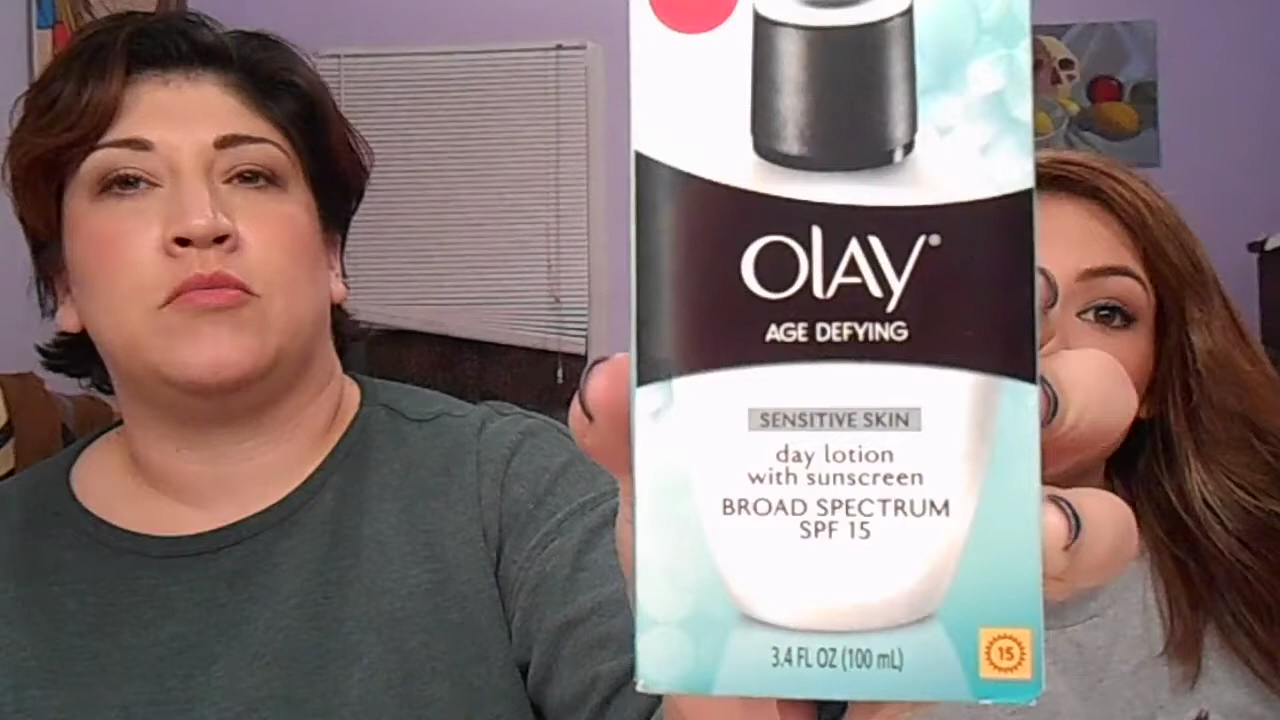 OLAY®
AGE DEFYING
SENSITIVE SKIN
day lotion
with sunscreen
BROAD SPECTRUM
SPF 15
3.4 FL OZ (100 mL)
15